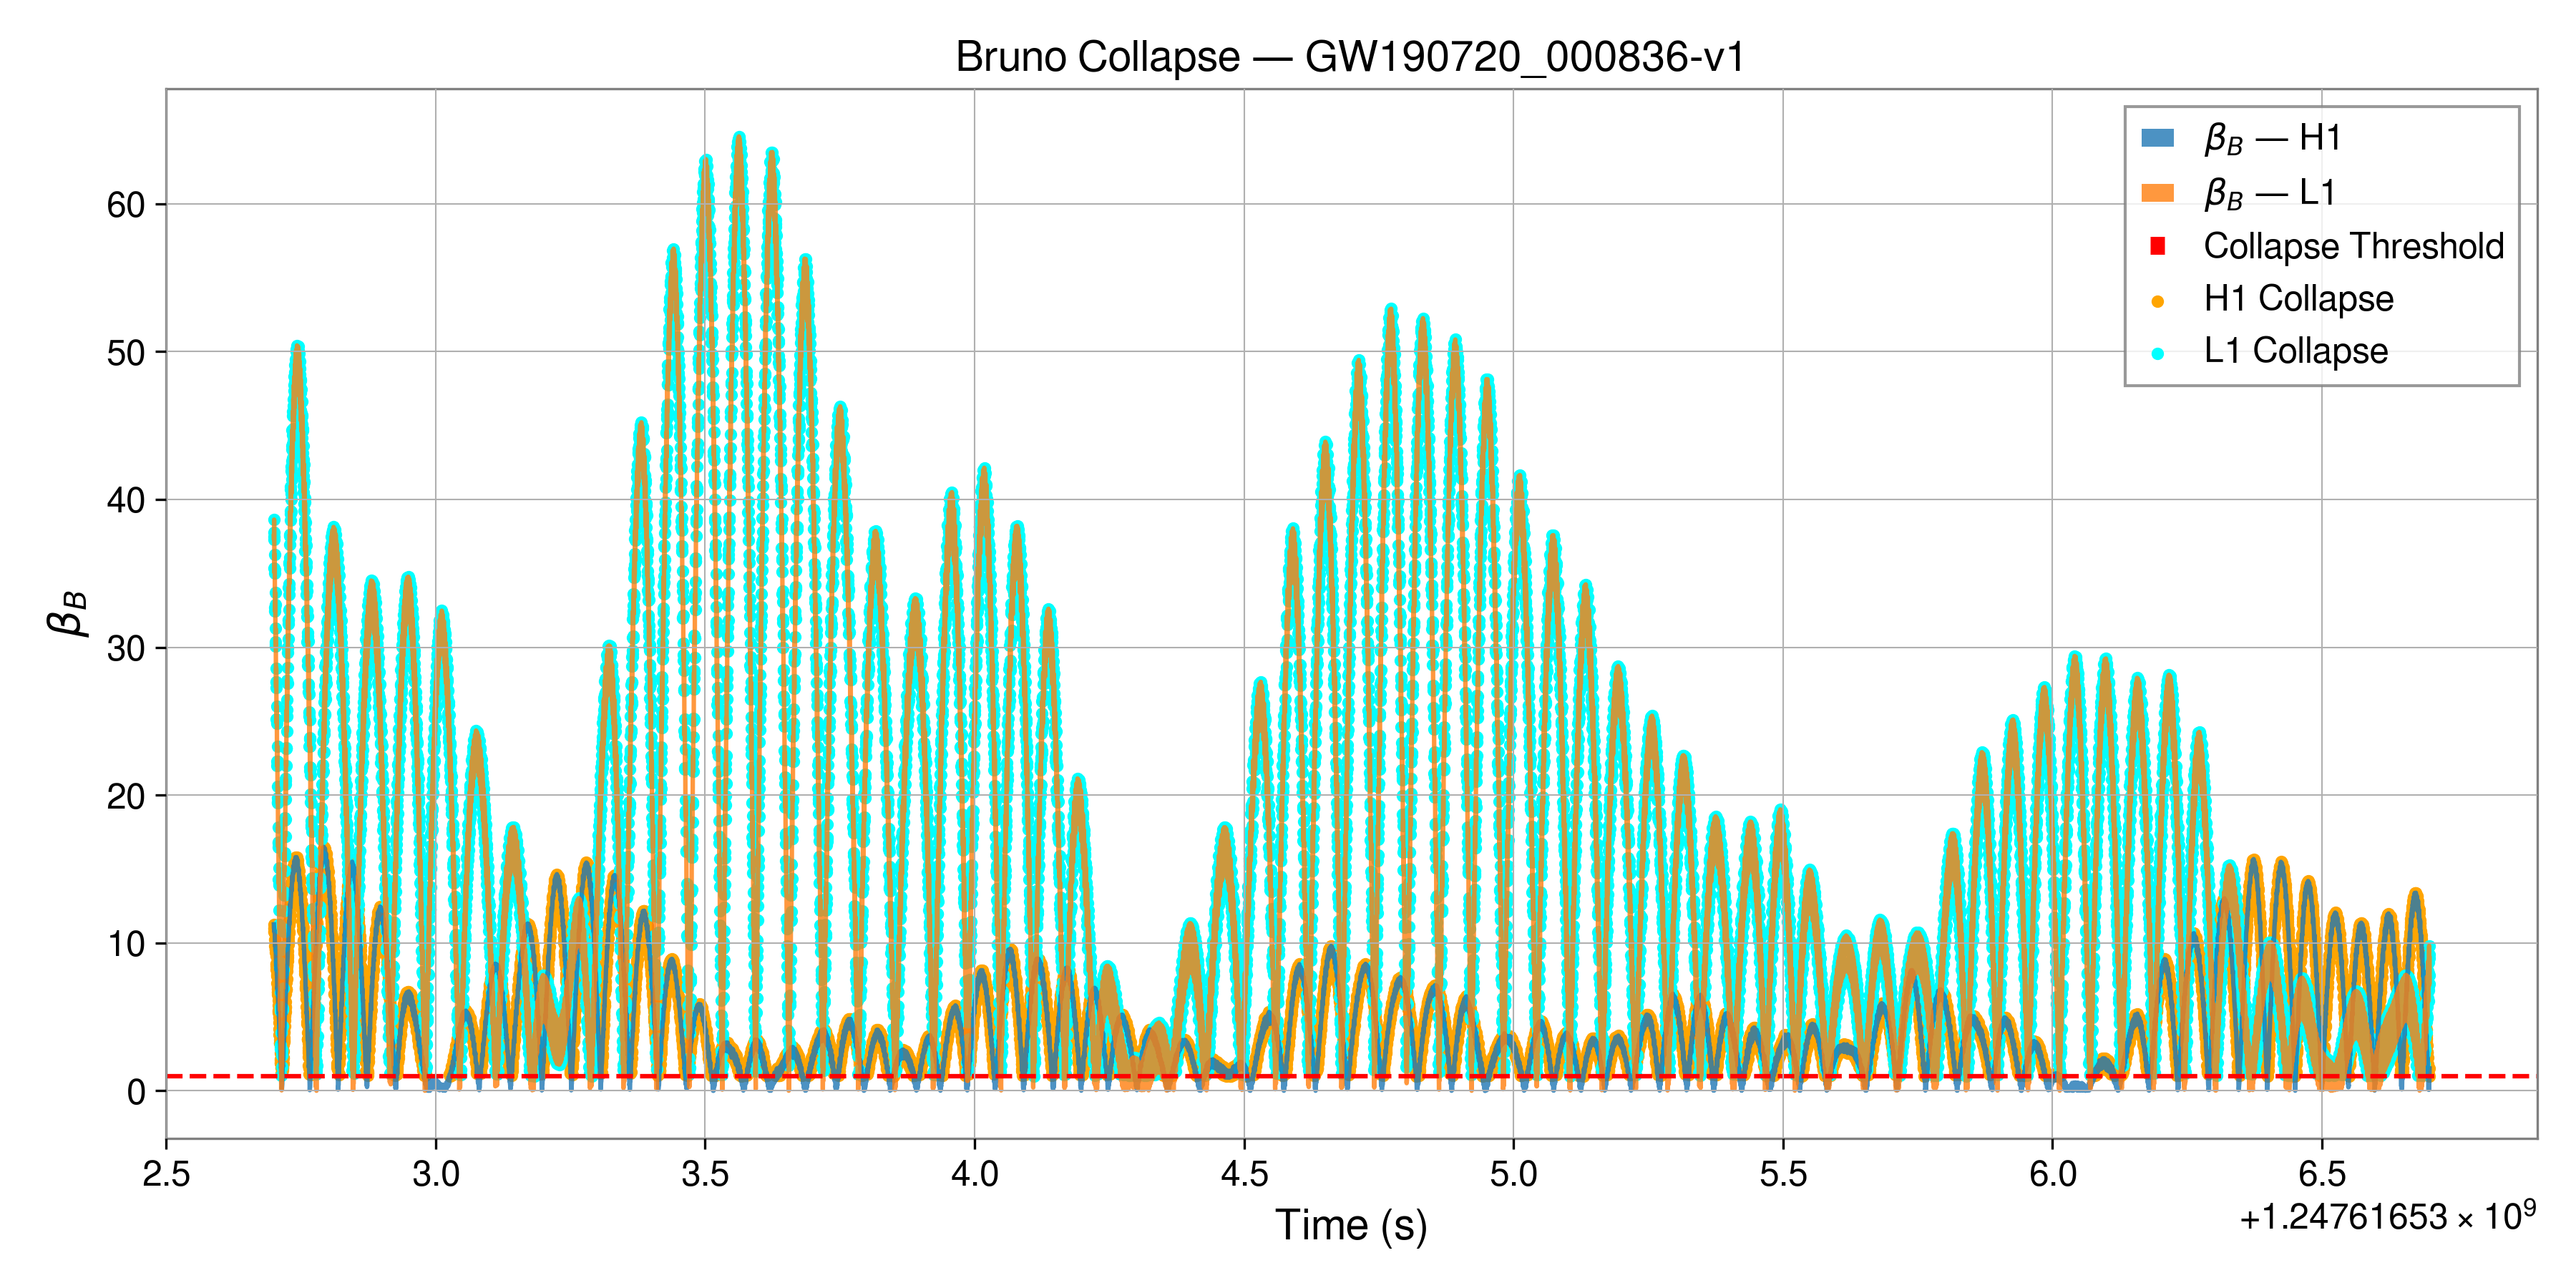 Bruno Collapse — GW190720_000836-v1
β_B — H1
β_B — L1
Collapse Threshold
H1 Collapse
L1 Collapse
60
50
40
30
20
10
0
β_B
2.5 3.0 3.5 4.0 4.5 5.0 5.5 6.0 6.5
+1.24761653 × 10⁹
Time (s)